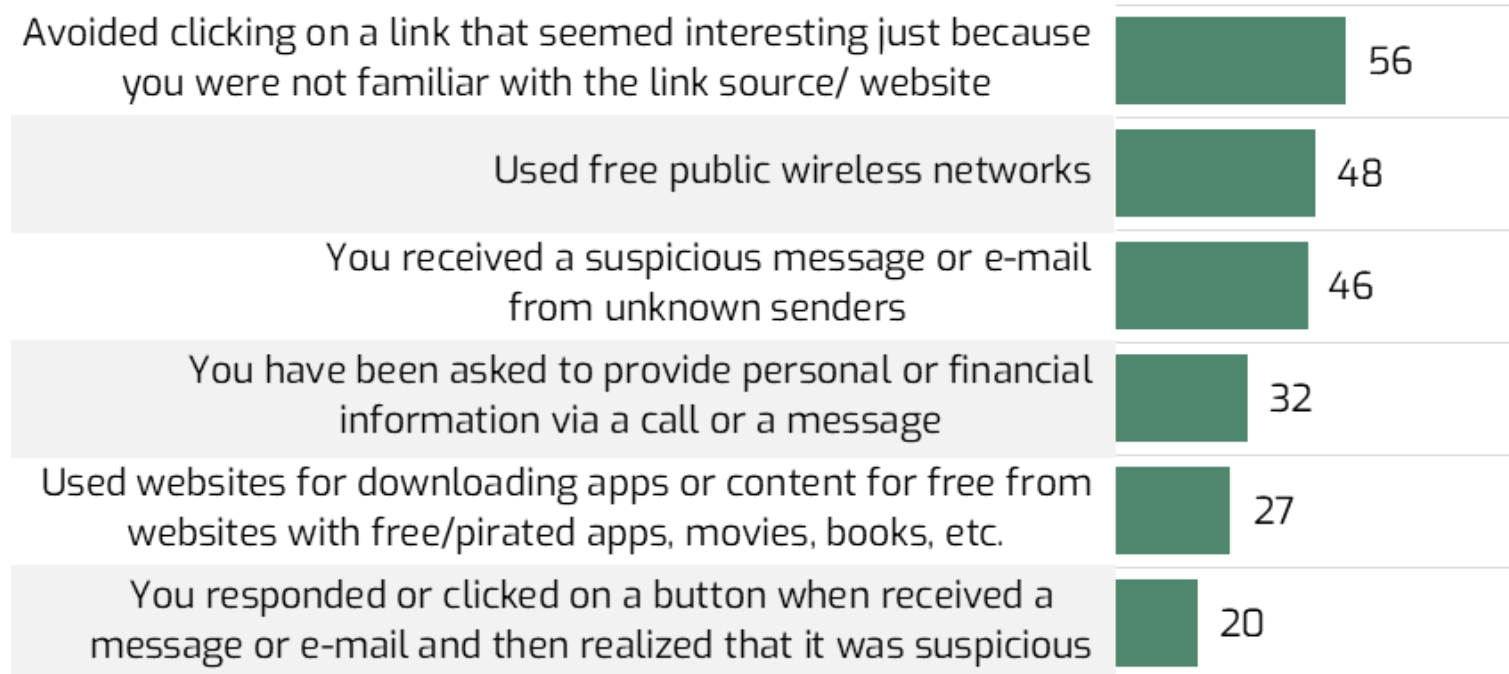 Avoided clicking on a link that seemed interesting just because
you were not familiar with the link source/ website
56
Used free public wireless networks
48
You received a suspicious message or e-mail
from unknown senders
46
You have been asked to provide personal or financial
information via a call or a message
32
Used websites for downloading apps or content for free from
websites with free/pirated apps, movies, books, etc.
27
You responded or clicked on a button when received a
message or e-mail and then realized that it was suspicious
20